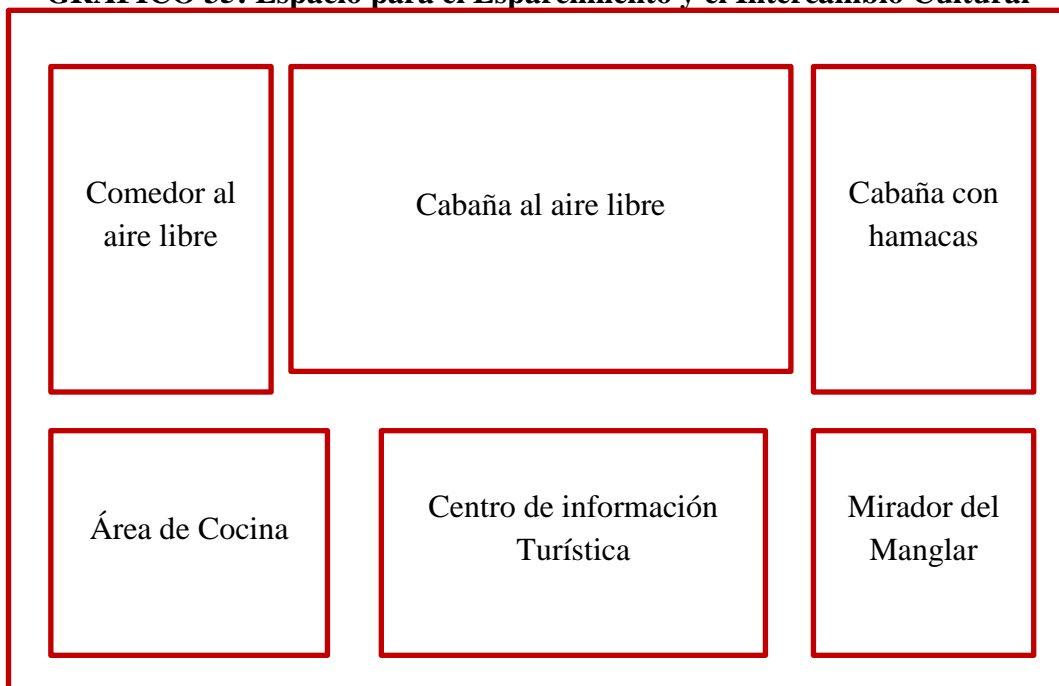 GRÁFICO Espacio para el Esparcimiento y el Intercambio Cultural
Comedor al
aire libre
Cabaña al aire libre
Cabaña con
hamacas
Área de Cocina
Centro de información
Turística
Mirador del
Manglar